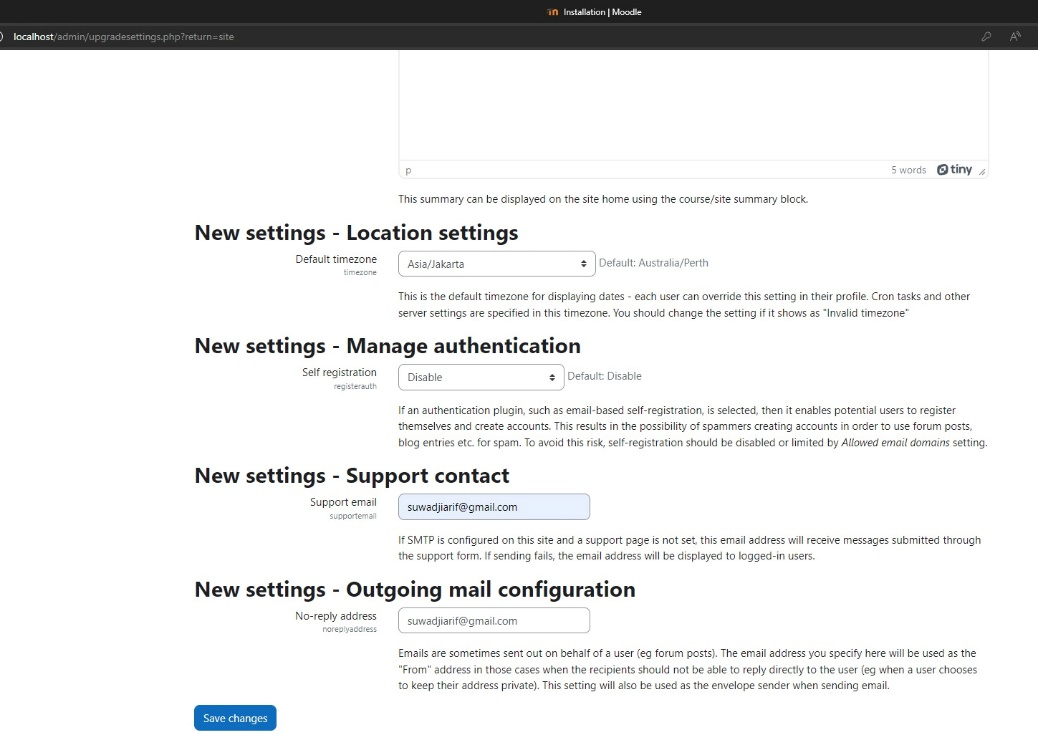 Installation | Moodle
localhost/admin/upgradesettings.php?return=site
p
5 words
tiny
This summary can be displayed on the site home using the course/site summary block.
New settings - Location settings
Default timezone
timezone
Asia/Jakarta
Default: Australia/Perth
This is the default timezone for displaying dates - each user can override this setting in their profile. Cron tasks and other
server settings are specified in this timezone. You should change the setting if it shows as "Invalid timezone"
New settings - Manage authentication
Self registration
registerauth
Disable
Default: Disable
If an authentication plugin, such as email-based self-registration, is selected, then it enables potential users to register
themselves and create accounts. This results in the possibility of spammers creating accounts in order to use forum posts,
blog entries etc. for spam. To avoid this risk, self-registration should be disabled or limited by Allowed email domains setting.
New settings - Support contact
Support email
supportemail
suwadjiarif@gmail.com
If SMTP is configured on this site and a support page is not set, this email address will receive messages submitted through
the support form. If sending fails, the email address will be displayed to logged-in users.
New settings - Outgoing mail configuration
No-reply address
noreplyaddress
suwadjiarif@gmail.com
Emails are sometimes sent out on behalf of a user (eg forum posts). The email address you specify here will be used as the
"From" address in those cases when the recipients should not be able to reply directly to the user (eg when a user chooses
to keep their address private). This setting will also be used as the envelope sender when sending email.
Save changes